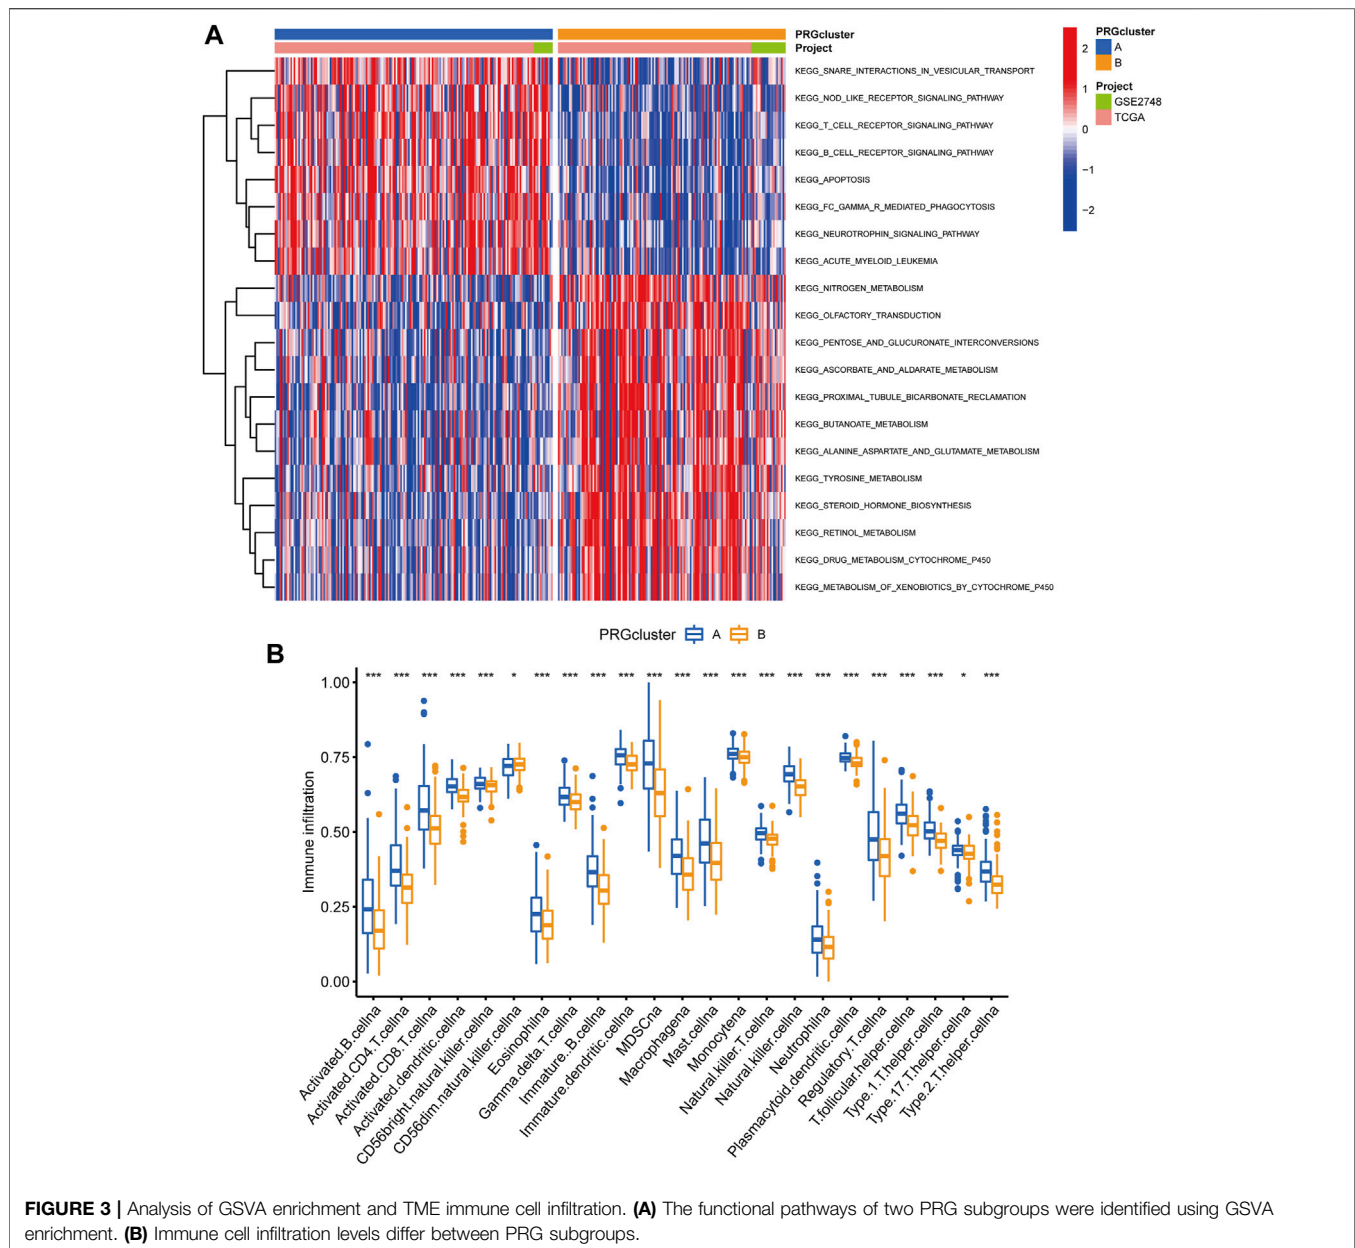 A
PRGcluster
Project
KEGG_SNARE_INTERACTIONS_IN_VESICULAR_TRANSPORT
KEGG_NOD_LIKE_RECEPTOR_SIGNALING_PATHWAY
KEGG_T_CELL_RECEPTOR_SIGNALING_PATHWAY
KEGG_B_CELL_RECEPTOR_SIGNALING_PATHWAY
KEGG_APOPTOSIS
KEGG_FC_GAMMA_R_MEDIATED_PHAGOCYTOSIS
KEGG_NEUROTROPHIN_SIGNALING_PATHWAY
KEGG_ACUTE_MYELOID_LEUKEMIA
KEGG_NITROGEN_METABOLISM
KEGG_OLFACTORY_TRANSDUCTION
KEGG_PENTOSE_AND_GLUCURONATE_INTERCONVERSIONS
KEGG_ASCORBATE_AND_ALDARATE_METABOLISM
KEGG_PROXIMAL_TUBULE_BICARBONATE_RECLAMATION
KEGG_BUTANOATE_METABOLISM
KEGG_ALANINE_ASPARTATE_AND_GLUTAMATE_METABOLISM
KEGG_TYROSINE_METABOLISM
KEGG_STEROID_HORMONE_BIOSYNTHESIS
KEGG_RETINOL_METABOLISM
KEGG_DRUG_METABOLISM_CYTOCHROME_P450
KEGG_METABOLISM_OF_XENOBIOTICS_BY_CYTOCHROME_P450
2
1
0
−1
−2
PRGcluster
A
B
Project
GSE2748
TCGA
B
PRGcluster A B
*** *** *** *** *** * *** *** *** *** *** *** *** *** *** *** *** *** *** *** *** * ***
Immune infiltration
1.00
0.75
0.50
0.25
0.00
Activated.B.cellna
Activated.CD4.T.cellna
Activated.CD8.T.cellna
Activated.dendritic.cellna
CD56bright.natural.killer.cellna
CD56dim.natural.killer.cellna
Eosinophilna
Gamma.delta.T.cellna
Immature..B.cellna
Immature.dendritic.cellna
MDSCna
Macrophagena
Mast.cellna
Monocytena
Natural.killer.T.cellna
Natural.killer.cellna
Neutrophilna
Plasmacytoid.dendritic.cellna
Regulatory.T.cellna
T.follicular.helper.cellna
Type.1.T.helper.cellna
Type.17.T.helper.cellna
Type.2.T.helper.cellna
FIGURE 3 | Analysis of GSVA enrichment and TME immune cell infiltration. (A) The functional pathways of two PRG subgroups were identified using GSVA
enrichment. (B) Immune cell infiltration levels differ between PRG subgroups.